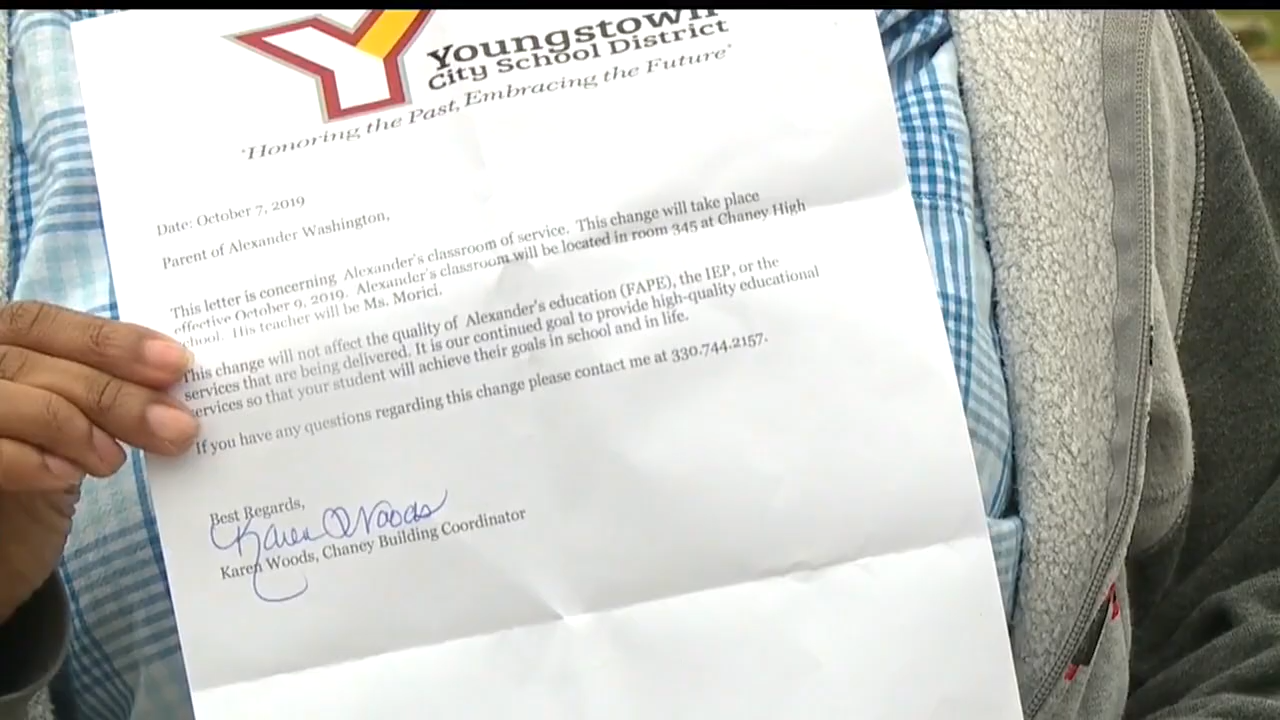 Youngstown
City School District
'Honoring the Past, Embracing the Future'
Date: October 7, 2019
Parent of Alexander Washington,
This letter is concerning Alexander's classroom of service. This change will take place
effective October 9, 2019. Alexander's classroom will be located in room 345 at Chaney High
chool. His teacher will be Ms. Morici.
This change will not affect the quality of Alexander's education (FAPE), the IEP, or the
services that are being delivered. It is our continued goal to provide high-quality educational
ervices so that your student will achieve their goals in school and in life.
If you have any questions regarding this change please contact me at 330.744.2157.
Best Regards,
Karen Woods
Karen Woods, Chaney Building Coordinator